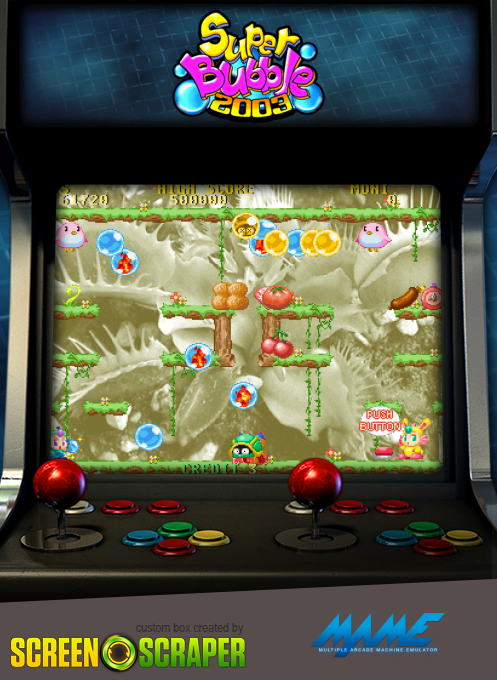 Super
Bubble
2003
HIGH SCORE
61720 500000 0
PUSH
BUTTON
CREDIT 3
custom box created by
SCREEN SCRAPER
MAME
MULTIPLE ARCADE MACHINE EMULATOR